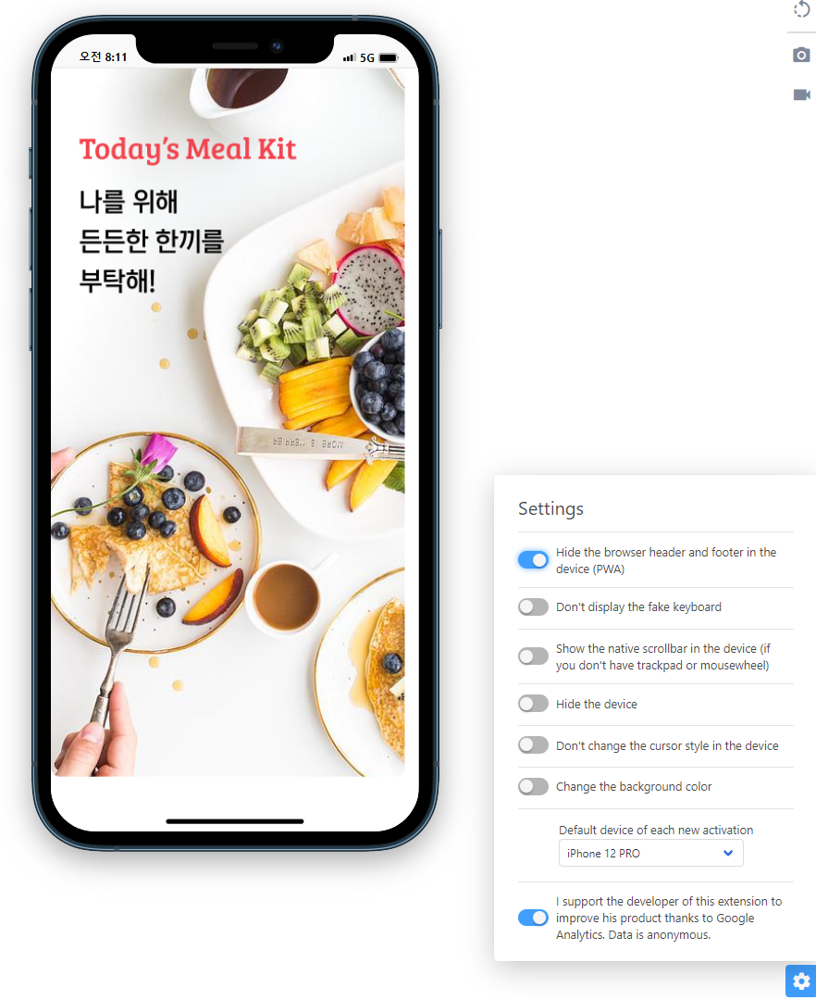 오전 8:11
5G
Today's Meal Kit
나를 위해
든든한 한끼를
부탁해!
MORE IS MERRIER
Settings
Hide the browser header and footer in the
device (PWA)
Don't display the fake keyboard
Show the native scrollbar in the device (if
you don't have trackpad or mousewheel)
Hide the device
Don't change the cursor style in the device
Change the background color
Default device of each new activation
iPhone 12 PRO
I support the developer of this extension to
improve his product thanks to Google
Analytics. Data is anonymous.